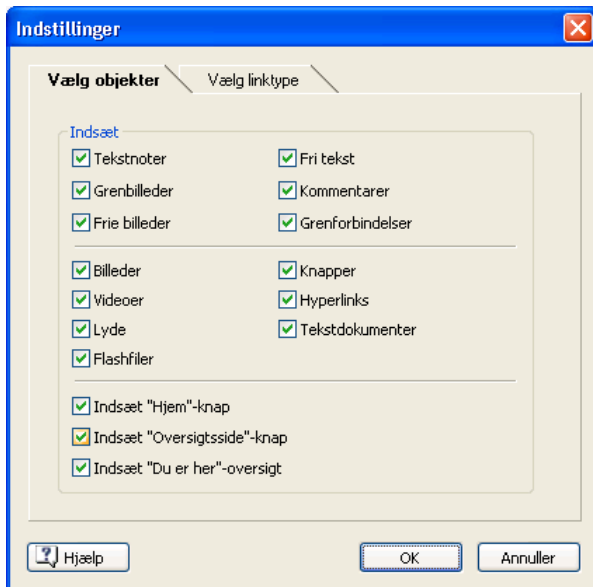 Indstillinger
Vælg objekter Vælg linktype
Indsæt
Tekstnoter Fri tekst
Grenbilleder Kommentarer
Frie billeder Grenforbindelser
Billeder Knapper
Videoer Hyperlinks
Lyde Tekstdokumenter
Flashfiler
Indsæt "Hjem"-knap
Indsæt "Oversigtsside"-knap
Indsæt "Du er her"-oversigt
Hjælp OK Annuller